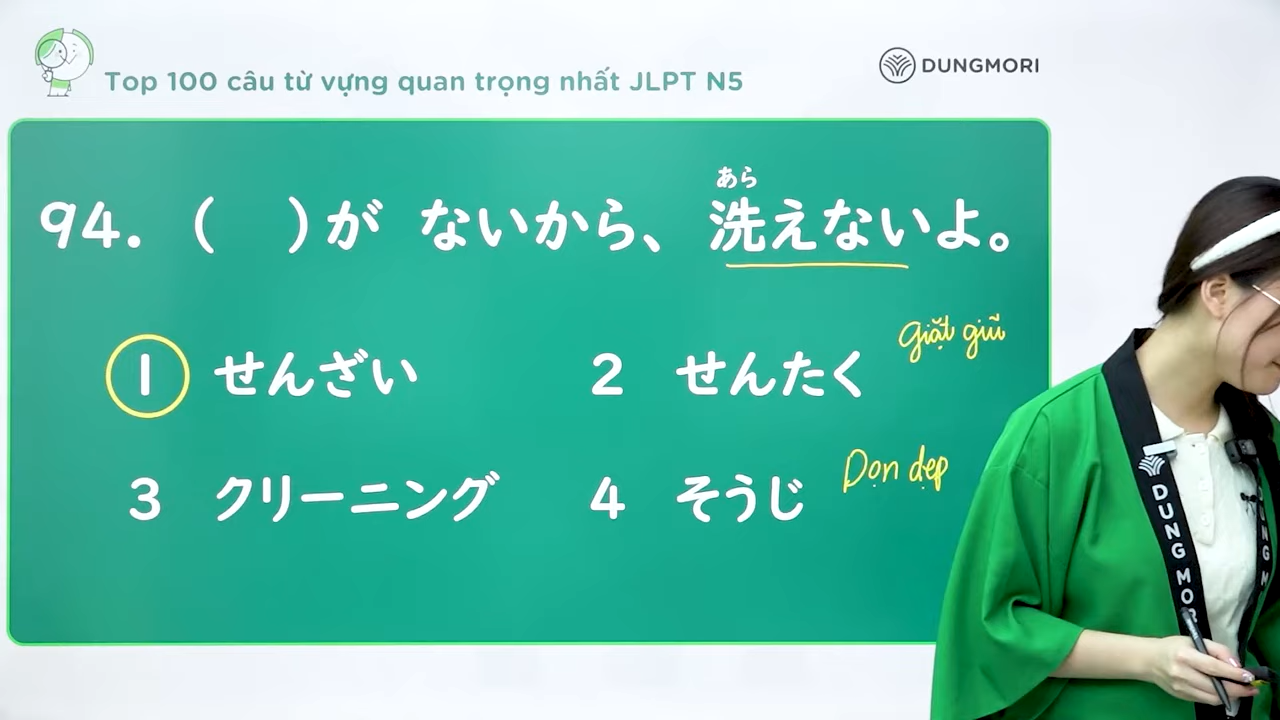 Top 100 câu từ vựng quan trọng nhất JLPT N5
DUNGMORI
あら
94. (　)が ないから、洗えないよ。
giặt giũ
1 せんざい 2 せんたく
Dọn dẹp
3 クリーニング 4 そうじ
DUNG MORI
DUNG M